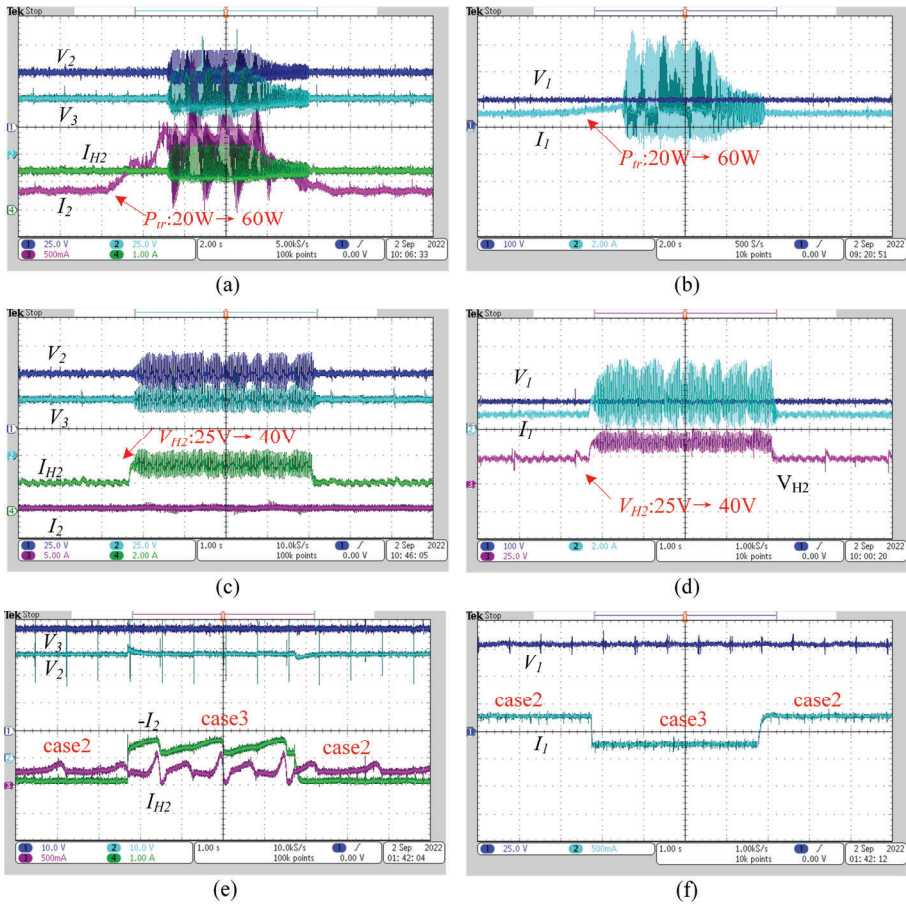 Tek Stop
V2
V3
IH2
I2
Ptr:20W→ 60W
1 25.0 V 2 25.0 V 2.00 s 5.00kS/s 1 2 Sep 2022
3 500mA 4 1.00 A 100k points 0.00 V 10:06:33
(a)
Tek Stop
V1
I1
Ptr:20W→ 60W
1 100 V 2 2.00 A 2.00 s 500 S/s 1 2 Sep 2022
10k points 0.00 V 09:20:51
(b)
Tek Stop
V2
V3
VH2:25V→ 40V
IH2
I2
1 25.0 V 2 25.0 V 1.00 s 10.0kS/s 1 2 Sep 2022
3 5.00 A 4 2.00 A 100k points 0.00 V 10:46:05
(c)
Tek Stop
V1
I1
VH2
VH2:25V→ 40V
1 100 V 2 2.00 A 1.00 s 1.00kS/s 1 2 Sep 2022
3 25.0 V 10k points 0.00 V 10:00:20
(d)
Tek Stop
V3
V2
-I2
case3
case2
case2
IH2
1 10.0 V 2 10.0 V 1.00 s 10.0kS/s 1 2 Sep 2022
3 500mA 4 1.00 A 100k points 0.00 V 01:42:04
(e)
Tek Stop
V1
case2
case2
case3
I1
1 25.0 V 2 500mA 1.00 s 1.00kS/s 1 2 Sep 2022
10k points 0.00 V 01:42:12
(f)